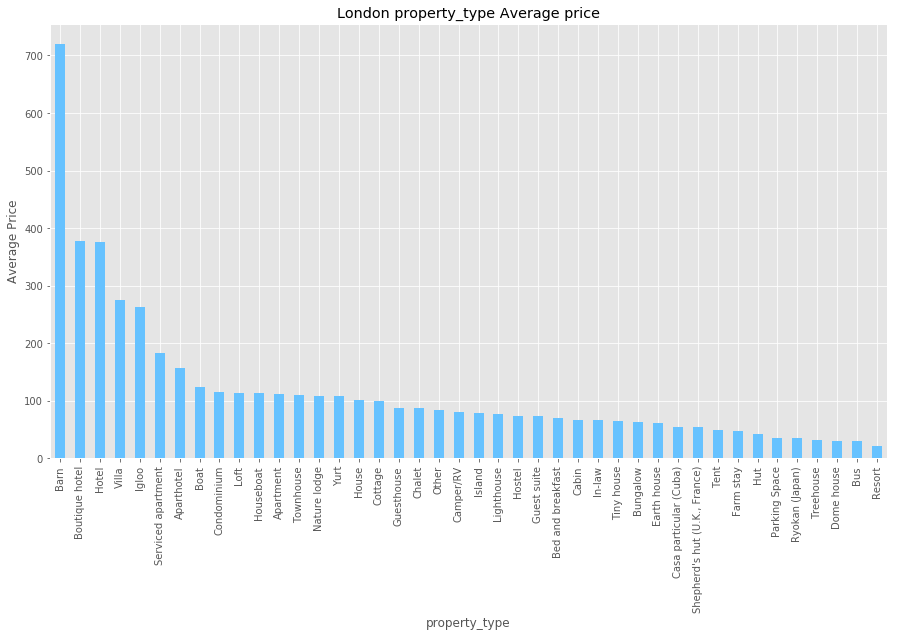 London property_type Average price
Average Price
700
600
500
400
300
200
100
0
Barn
Boutique hotel
Hotel
Villa
Igloo
Serviced apartment
Aparthotel
Boat
Condominium
Loft
Houseboat
Apartment
Townhouse
Nature lodge
Yurt
House
Cottage
Guesthouse
Chalet
Other
Camper/RV
Island
Lighthouse
Hostel
Guest suite
Bed and breakfast
Cabin
In-law
Tiny house
Bungalow
Earth house
Casa particular (Cuba)
Shepherd's hut (U.K., France)
Tent
Farm stay
Hut
Parking Space
Ryokan (Japan)
Treehouse
Dome house
Bus
Resort
property_type